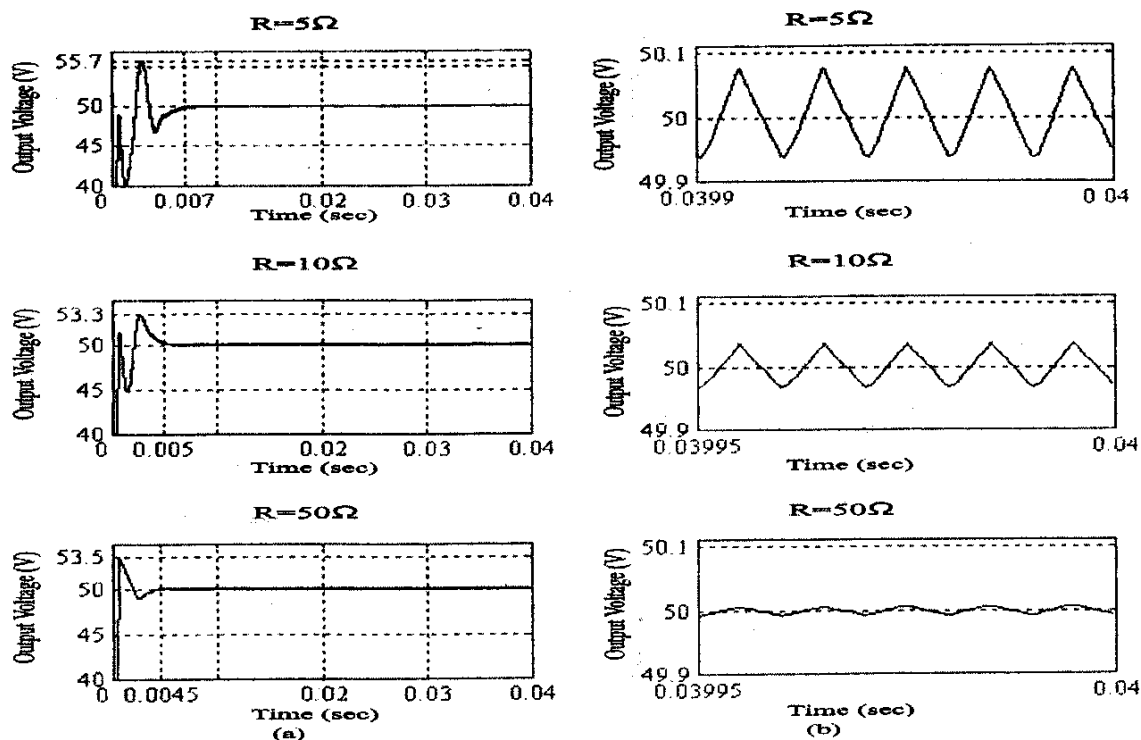 R=5Ω
Output Voltage (V)
55.7
50
45
40
0 0.007 0.02 0.03 0.04
Time (sec)
R=10Ω
Output Voltage (V)
53.3
50
45
40
0 0.005 0.02 0.03 0.04
Time (sec)
R=50Ω
Output Voltage (V)
53.5
50
45
40
0 0.0045 0.02 0.03 0.04
Time (sec)
(a)
R=5Ω
Output Voltage (V)
50.1
50
49.9
0.0399 0.04
Time (sec)
R=10Ω
Output Voltage (V)
50.1
50
49.9
0.03995 0.04
Time (sec)
R=50Ω
Output Voltage (V)
50.1
50
49.9
0.03995 0.04
Time (sec)
(b)